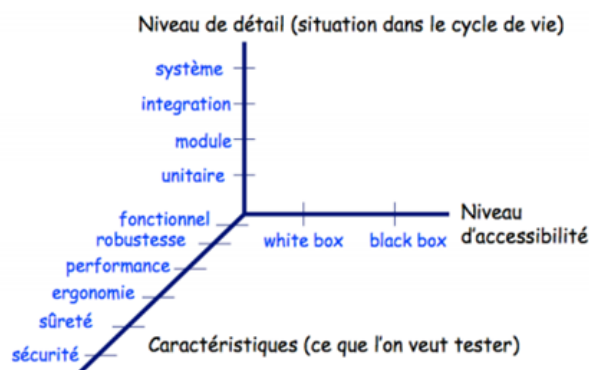 Niveau de détail (situation dans le cycle de vie)
système
integration
module
unitaire
fonctionnel
robustesse
performance
ergonomie
sûreté
sécurité
white box
black box
Niveau
d'accessibilité
Caractéristiques (ce que l'on veut tester)